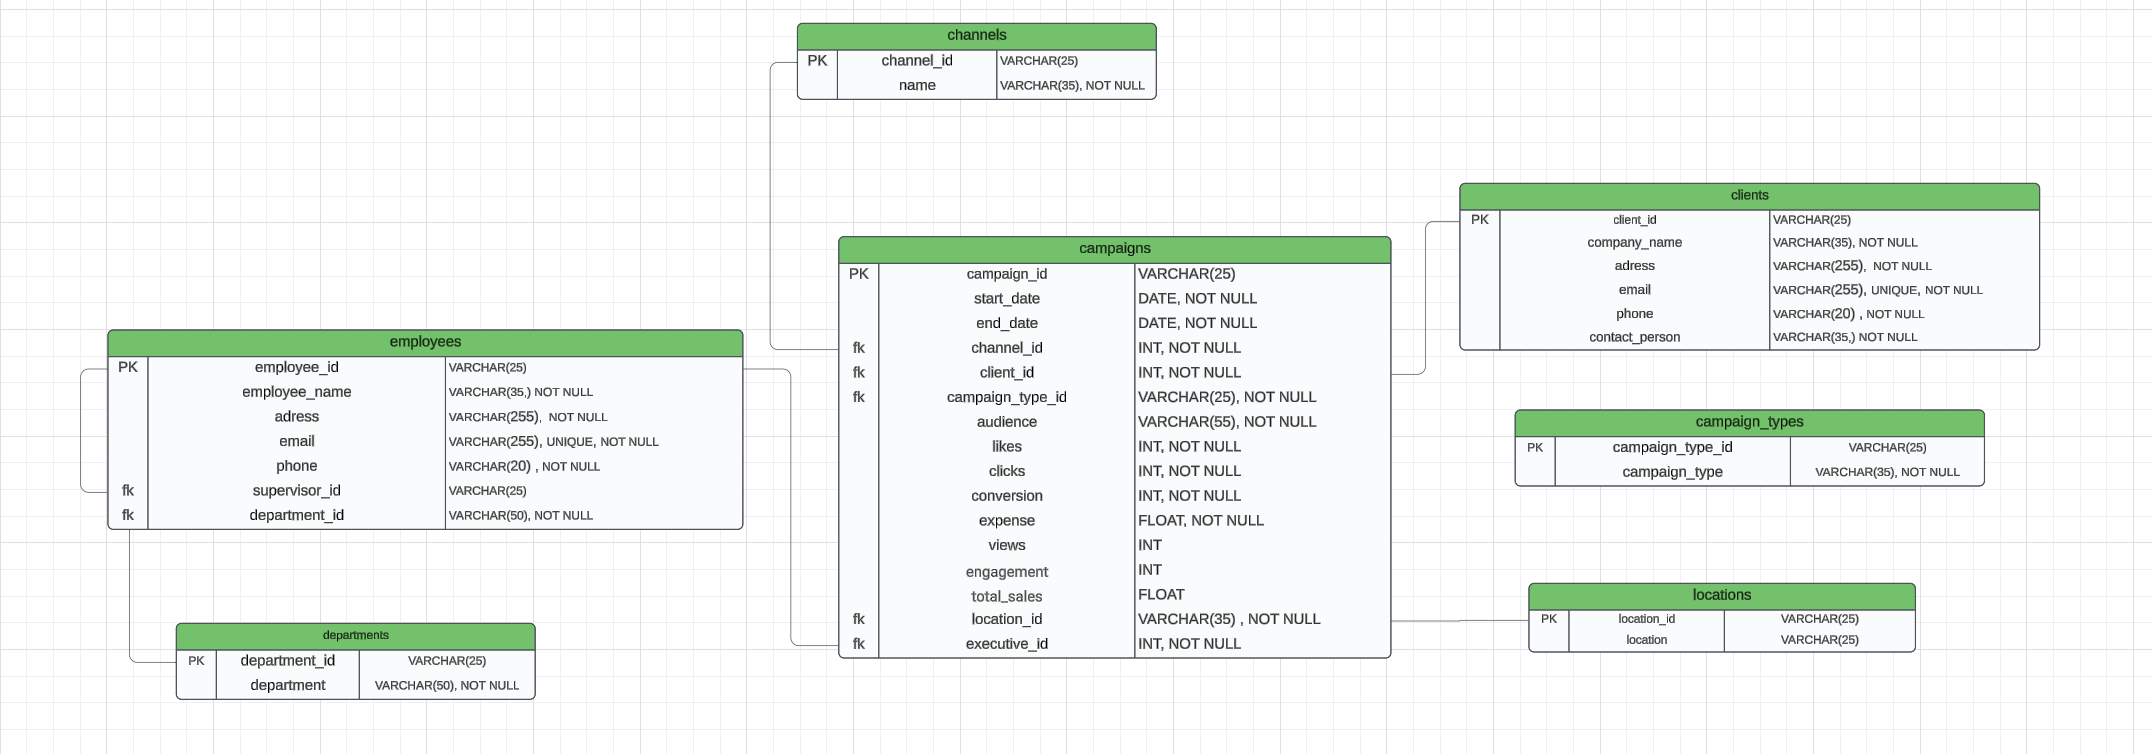 channels
PK channel_id VARCHAR(25)
name VARCHAR(35), NOT NULL
clients
PK client_id VARCHAR(25)
company_name VARCHAR(35), NOT NULL
adress VARCHAR(255), NOT NULL
email VARCHAR(255), UNIQUE, NOT NULL
phone VARCHAR(20) , NOT NULL
contact_person VARCHAR(35,) NOT NULL
campaigns
PK campaign_id VARCHAR(25)
start_date DATE, NOT NULL
end_date DATE, NOT NULL
fk channel_id INT, NOT NULL
fk client_id INT, NOT NULL
fk campaign_type_id VARCHAR(25), NOT NULL
audience VARCHAR(55), NOT NULL
likes INT, NOT NULL
clicks INT, NOT NULL
conversion INT, NOT NULL
expense FLOAT, NOT NULL
views INT
engagement INT
total_sales FLOAT
fk location_id VARCHAR(35) , NOT NULL
fk executive_id INT, NOT NULL
employees
PK employee_id VARCHAR(25)
employee_name VARCHAR(35,) NOT NULL
adress VARCHAR(255), NOT NULL
email VARCHAR(255), UNIQUE, NOT NULL
phone VARCHAR(20) , NOT NULL
fk supervisor_id VARCHAR(25)
fk department_id VARCHAR(50), NOT NULL
campaign_types
PK campaign_type_id VARCHAR(25)
campaign_type VARCHAR(35), NOT NULL
locations
PK location_id VARCHAR(25)
location VARCHAR(25)
departments
PK department_id VARCHAR(25)
department VARCHAR(50), NOT NULL